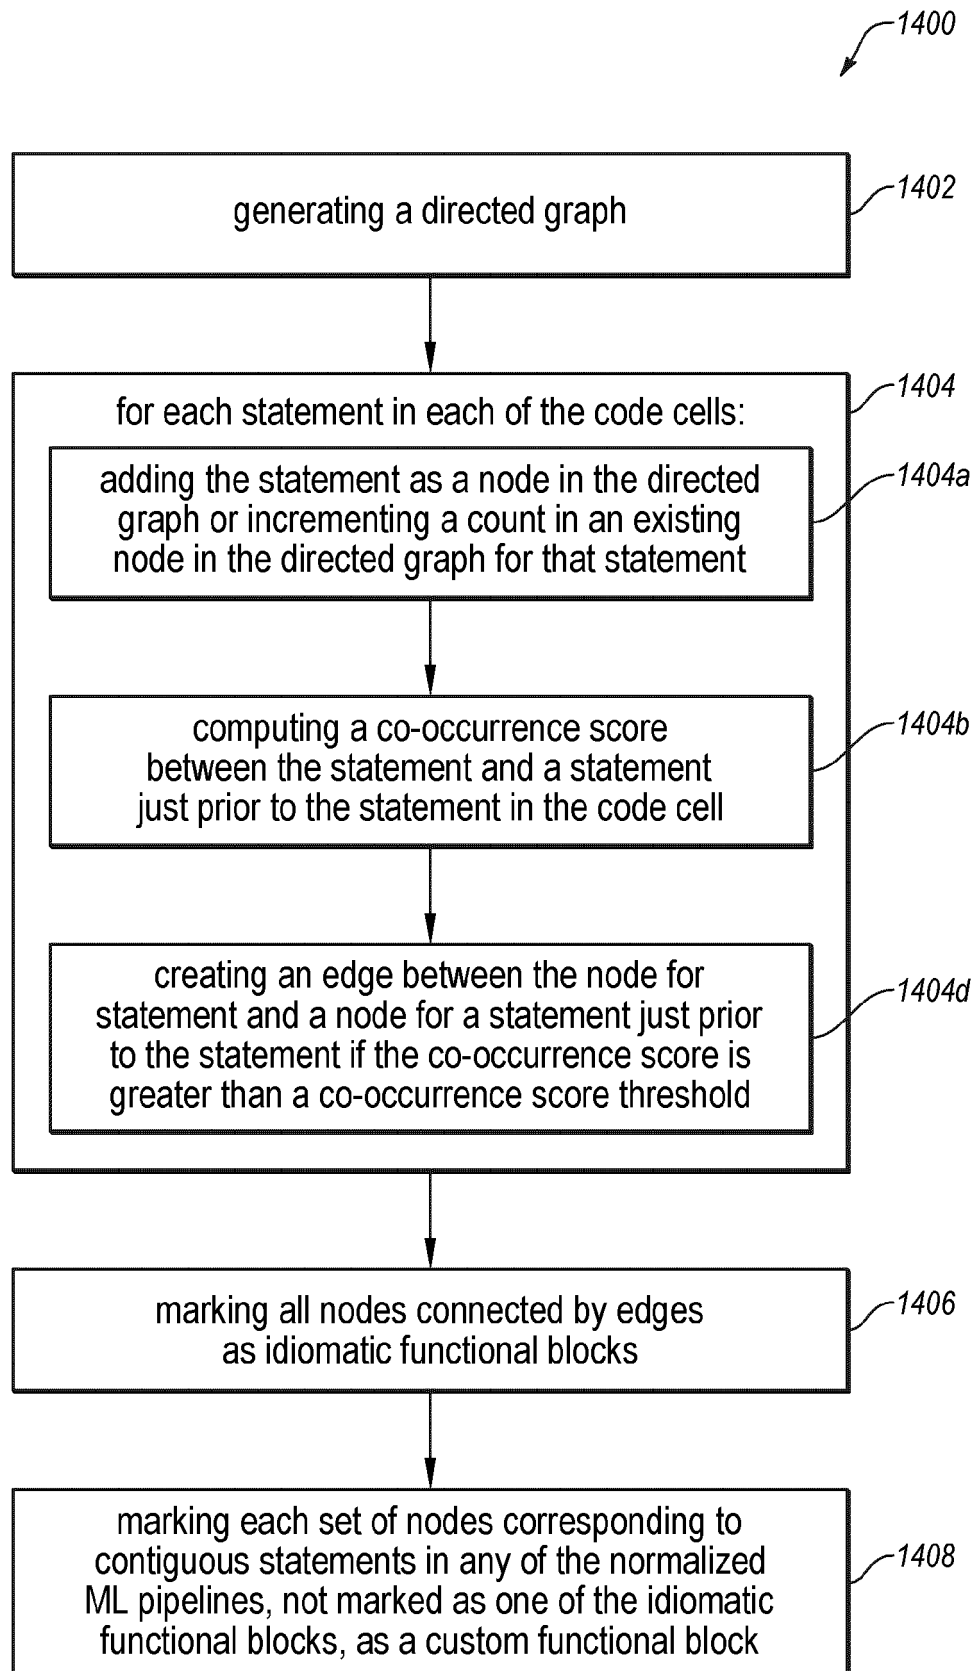 1400
generating a directed graph
1402
for each statement in each of the code cells:
1404
adding the statement as a node in the directed
graph or incrementing a count in an existing
node in the directed graph for that statement
1404a
computing a co-occurrence score
between the statement and a statement
just prior to the statement in the code cell
1404b
creating an edge between the node for
statement and a node for a statement just prior
to the statement if the co-occurrence score is
greater than a co-occurrence score threshold
1404d
marking all nodes connected by edges
as idiomatic functional blocks
1406
marking each set of nodes corresponding to
contiguous statements in any of the normalized
ML pipelines, not marked as one of the idiomatic
functional blocks, as a custom functional block
1408